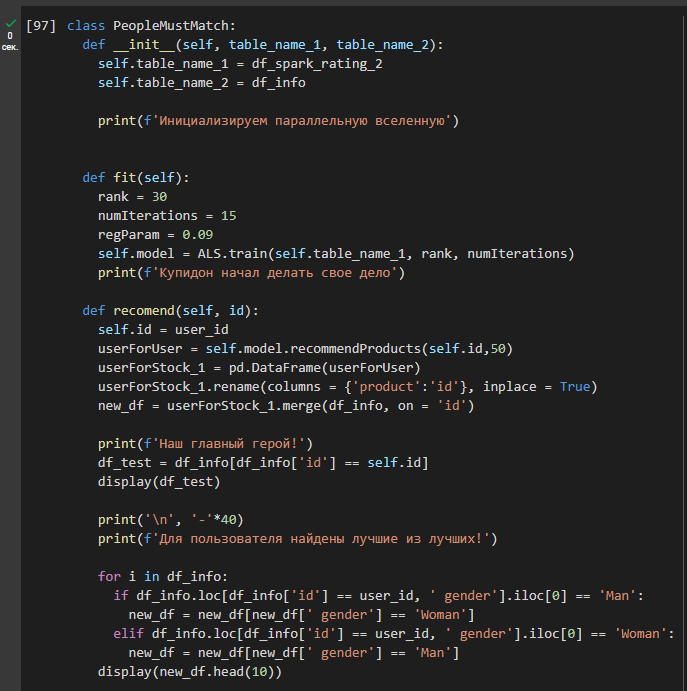 [97] class PeopleMustMatch:
0
сек.
def __init__(self, table_name_1, table_name_2):
self.table_name_1 = df_spark_rating_2
self.table_name_2 = df_info
print(f'Инициализируем параллельную вселенную')
def fit(self):
rank = 30
numIterations = 15
regParam = 0.09
self.model = ALS.train(self.table_name_1, rank, numIterations)
print(f'Купидон начал делать свое дело')
def recomend(self, id):
self.id = user_id
userForUser = self.model.recommendProducts(self.id,50)
userForStock_1 = pd.DataFrame(userForUser)
userForStock_1.rename(columns = {'product':'id'}, inplace = True)
new_df = userForStock_1.merge(df_info, on = 'id')
print(f'Наш главный герой!')
df_test = df_info[df_info['id'] == self.id]
display(df_test)
print('\n', '-'*40)
print(f'Для пользователя найдены лучшие из лучших!')
for i in df_info:
if df_info.loc[df_info['id'] == user_id, ' gender'].iloc[0] == 'Man':
new_df = new_df[new_df[' gender'] == 'Woman']
elif df_info.loc[df_info['id'] == user_id, ' gender'].iloc[0] == 'Woman':
new_df = new_df[new_df[' gender'] == 'Man']
display(new_df.head(10))